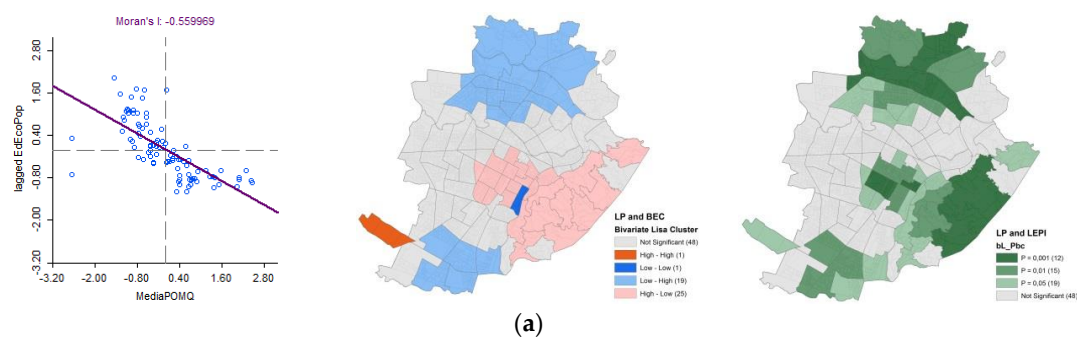 Moran's I: -0.559969
lagged EdEcoPop
2.80
1.60
0.40
-0.80
-2.00
-3.20
-3.20
-2.00
-0.80
0.40
1.60
2.80
MediaPOMQ
LP and BEC
Bivariate Lisa Cluster
Not Significant (48)
High - High (1)
Low - Low (1)
Low - High (19)
High - Low (25)
LP and LEPI
bL_Pbc
P = 0,001 (12)
P = 0,01 (15)
P = 0,05 (19)
Not Significant (48)
(a)